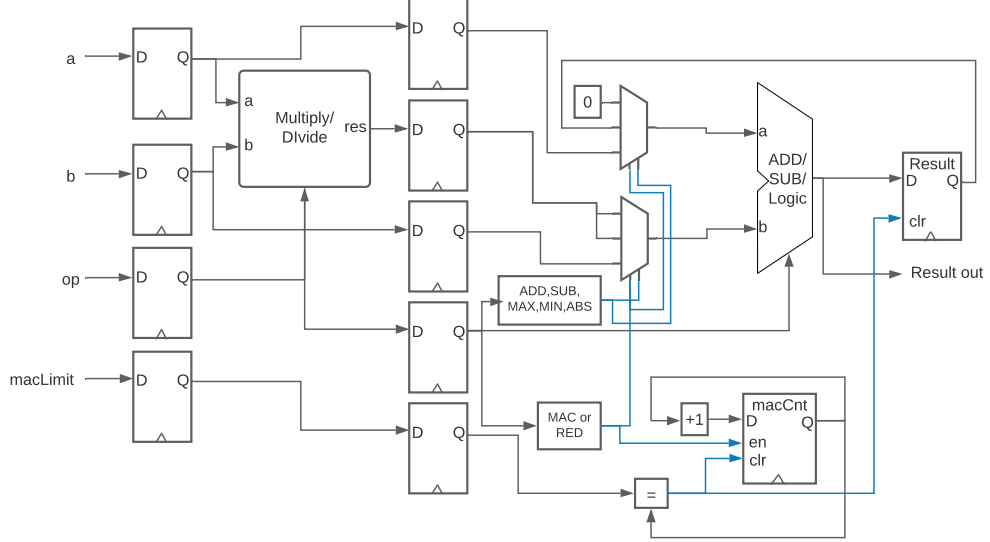 D Q
D Q
a
Multiply/
DIvide
a
b
res
D Q
0
a
ADD/
SUB/
Logic
b
Result
D Q
clr
b
D Q
D Q
Result out
op
D Q
ADD,SUB,
MAX,MIN,ABS
D Q
macLimit
D Q
MAC or
RED
+1
macCnt
D Q
en
clr
D Q
=